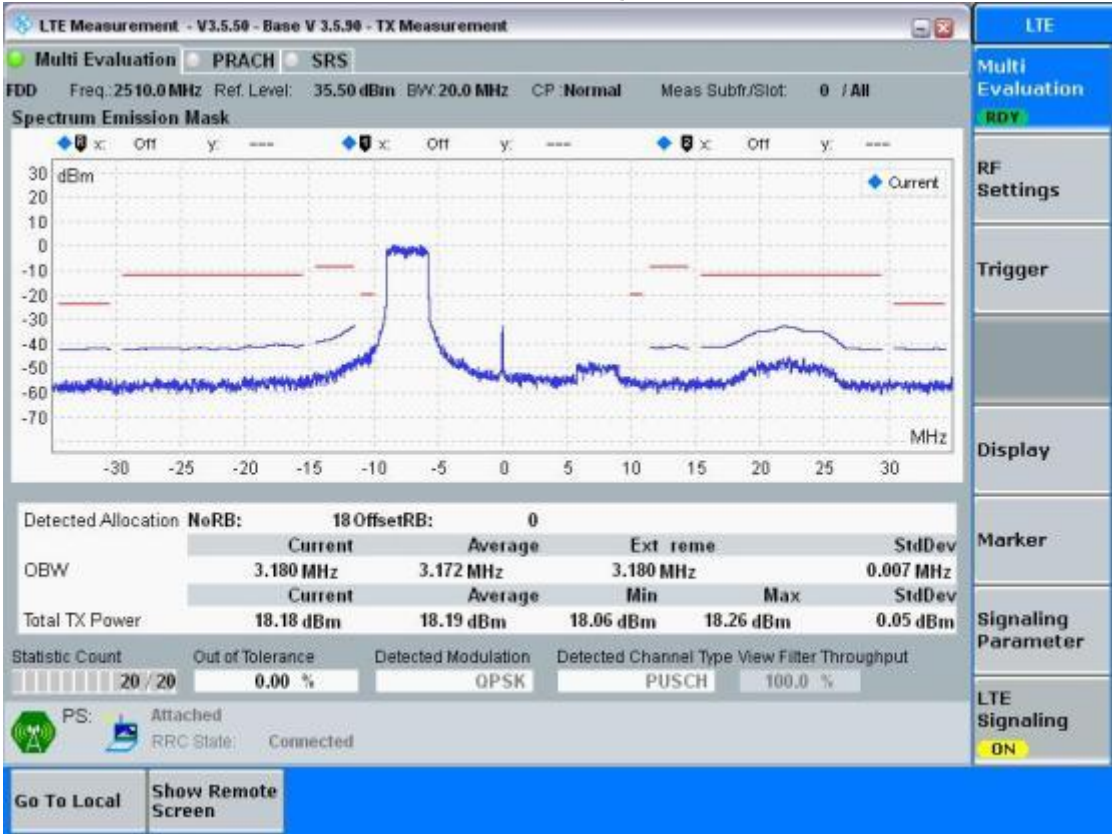 LTE Measurement - V3.5.50 - Base V 3.5.90 - TX Measurement
LTE
Multi Evaluation PRACH SRS
Multi
Evaluation
RDY
FDD Freq.:2510.0 MHz Ref. Level: 35.50 dBm BW:20.0 MHz CP :Normal Meas Subfr./Slot: 0 / All
Spectrum Emission Mask
x: Off y: --- x: Off y: --- x: Off y: ---
30 dBm
Current
20
10
0
-10
-20
-30
-40
-50
-60
-70
MHz
-30 -25 -20 -15 -10 -5 0 5 10 15 20 25 30
RF
Settings
Trigger
Display
Marker
Signaling
Parameter
LTE
Signaling
ON
Detected Allocation NoRB: 18 OffsetRB: 0
Current Average Ext reme StdDev
OBW 3.180 MHz 3.172 MHz 3.180 MHz 0.007 MHz
Current Average Min Max StdDev
Total TX Power 18.18 dBm 18.19 dBm 18.06 dBm 18.26 dBm 0.05 dBm
Statistic Count Out of Tolerance Detected Modulation Detected Channel Type View Filter Throughput
20 / 20 0.00 % QPSK PUSCH 100.0 %
PS: Attached
RRC State: Connected
Go To Local
Show Remote
Screen